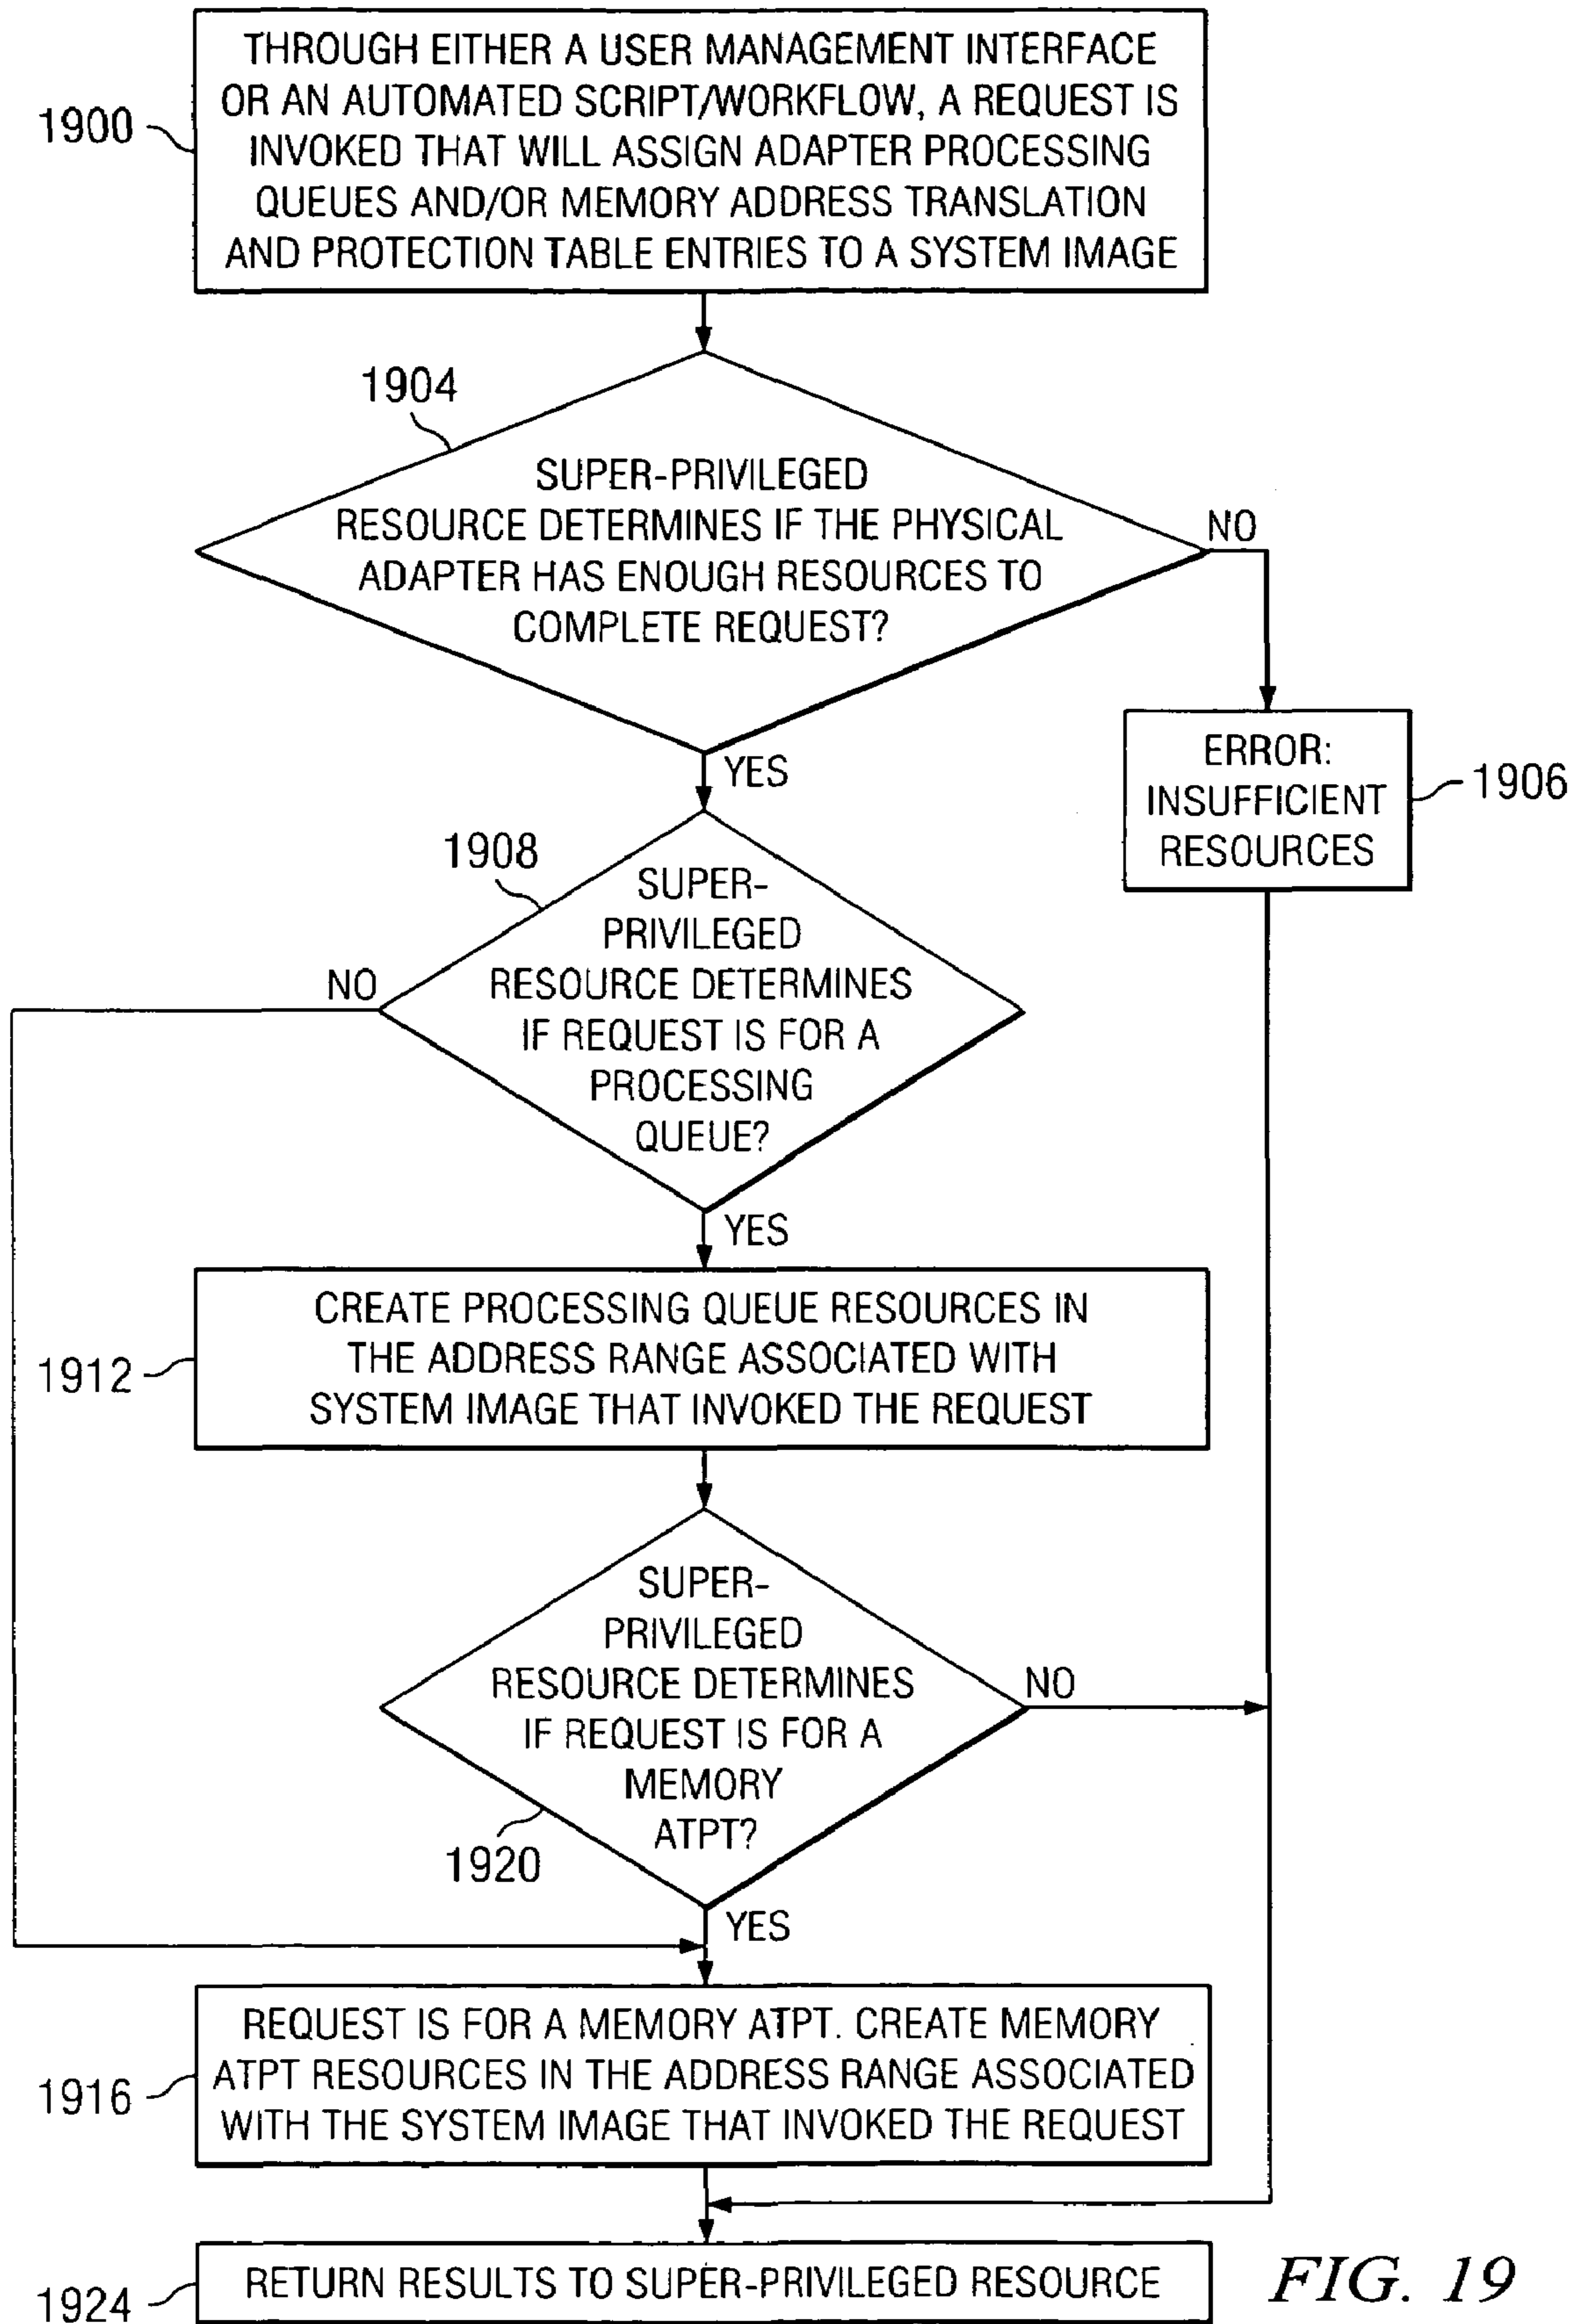 THROUGH EITHER A USER MANAGEMENT INTERFACE
OR AN AUTOMATED SCRIPT/WORKFLOW, A REQUEST IS
INVOKED THAT WILL ASSIGN ADAPTER PROCESSING
QUEUES AND/OR MEMORY ADDRESS TRANSLATION
AND PROTECTION TABLE ENTRIES TO A SYSTEM IMAGE
1900
1904
SUPER-PRIVILEGED
RESOURCE DETERMINES IF THE PHYSICAL
ADAPTER HAS ENOUGH RESOURCES TO
COMPLETE REQUEST?
NO
YES
ERROR:
INSUFFICIENT
RESOURCES
1906
1908
SUPER-
PRIVILEGED
RESOURCE DETERMINES
IF REQUEST IS FOR A
PROCESSING
QUEUE?
NO
YES
CREATE PROCESSING QUEUE RESOURCES IN
THE ADDRESS RANGE ASSOCIATED WITH
SYSTEM IMAGE THAT INVOKED THE REQUEST
1912
SUPER-
PRIVILEGED
RESOURCE DETERMINES
IF REQUEST IS FOR A
MEMORY
ATPT?
NO
1920
YES
REQUEST IS FOR A MEMORY ATPT. CREATE MEMORY
ATPT RESOURCES IN THE ADDRESS RANGE ASSOCIATED
WITH THE SYSTEM IMAGE THAT INVOKED THE REQUEST
1916
RETURN RESULTS TO SUPER-PRIVILEGED RESOURCE
1924
FIG. 19